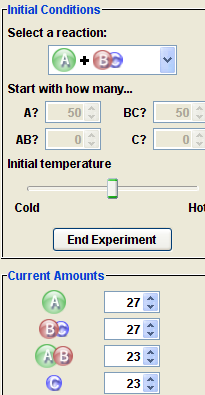 Initial Conditions
Select a reaction:
A + BC
Start with how many...
A? 50 BC? 50
AB? 0 C? 0
Initial temperature
Cold Hot
End Experiment
Current Amounts
A 27
BC 27
AB 23
C 23